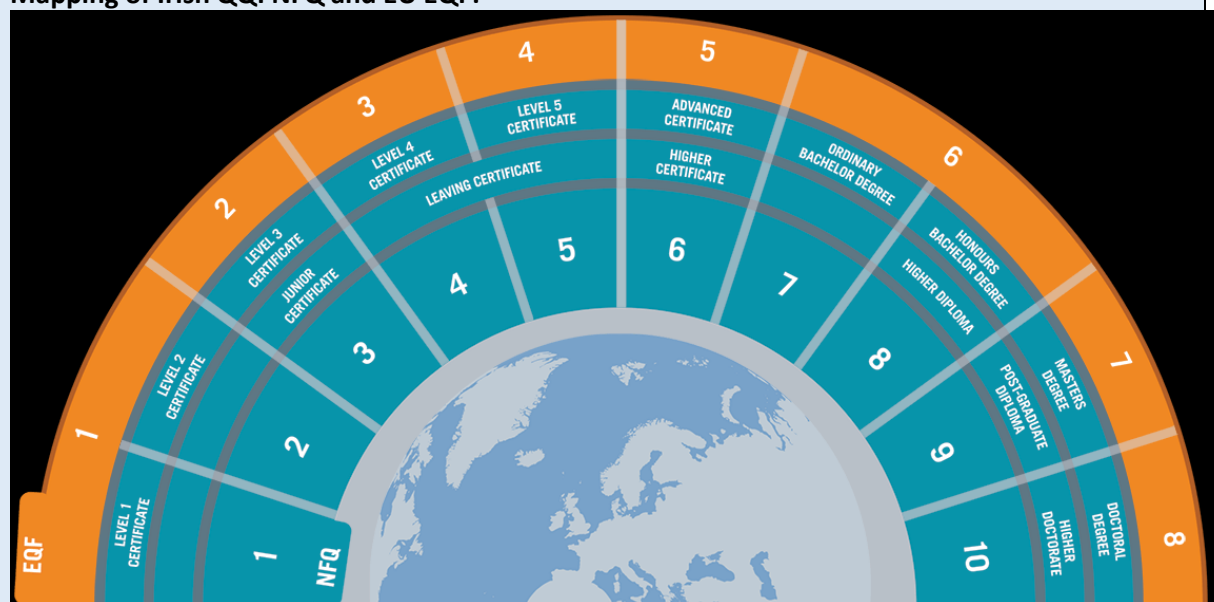 Mapping of Irish QQI NFQ and EU EQF:
EQF
1
2
3
4
5
6
7
8
LEVEL 1
CERTIFICATE
LEVEL 2
CERTIFICATE
LEVEL 3
CERTIFICATE
LEVEL 4
CERTIFICATE
LEVEL 5
CERTIFICATE
ADVANCED
CERTIFICATE
ORDINARY
BACHELOR DEGREE
HONOURS
BACHELOR DEGREE
MASTERS
DEGREE
DOCTORAL
DEGREE
JUNIOR
CERTIFICATE
LEAVING CERTIFICATE
HIGHER
CERTIFICATE
HIGHER DIPLOMA
POST-GRADUATE
DIPLOMA
HIGHER
DOCTORATE
NFQ
1
2
3
4
5
6
7
8
9
10